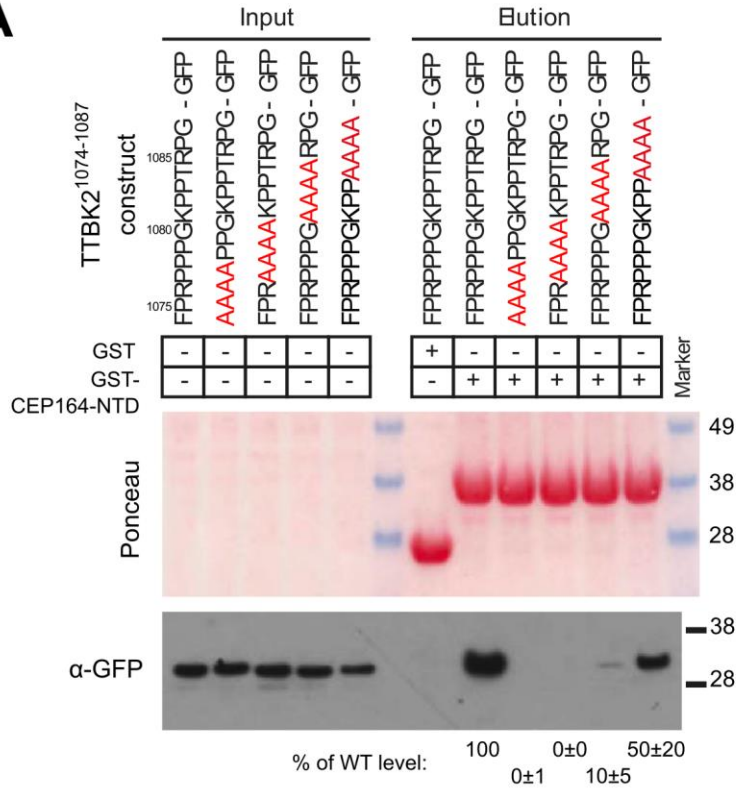 A
Input
Elution
TTBK2 1074-1087
construct
1085
1080
1075
FPRPPPGKPPTRPG - GFP
AAAAPPGKPPTRPG - GFP
FPRAAAAKPPTRPG - GFP
FPRPPPGAAAARPG - GFP
FPRPPPGKPPAAAA - GFP
FPRPPPGKPPTRPG - GFP
FPRPPPGKPPTRPG - GFP
AAAAPPGKPPTRPG - GFP
FPRAAAAKPPTRPG - GFP
FPRPPPGAAAARPG - GFP
FPRPPPGKPPAAAA - GFP
GST - - - - - + - - - - -
GST-
CEP164-NTD
- - - - - - + + + + +
Marker
Ponceau
49
38
28
α-GFP
38
28
% of WT level: 100 0±1 0±0 10±5 50±20